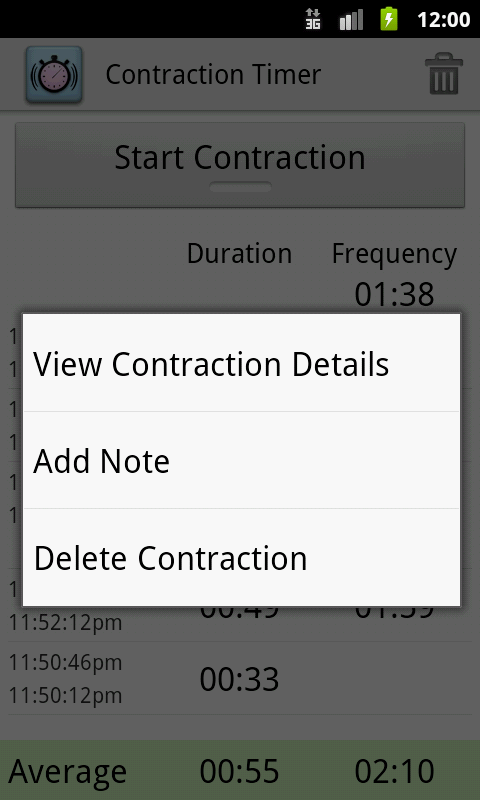 3G 12:00
Contraction Timer
Start Contraction
Duration Frequency
01:38
View Contraction Details
Add Note
Delete Contraction
00:49 01:59
11:52:12pm
11:50:46pm
00:33
11:50:12pm
Average 00:55 02:10